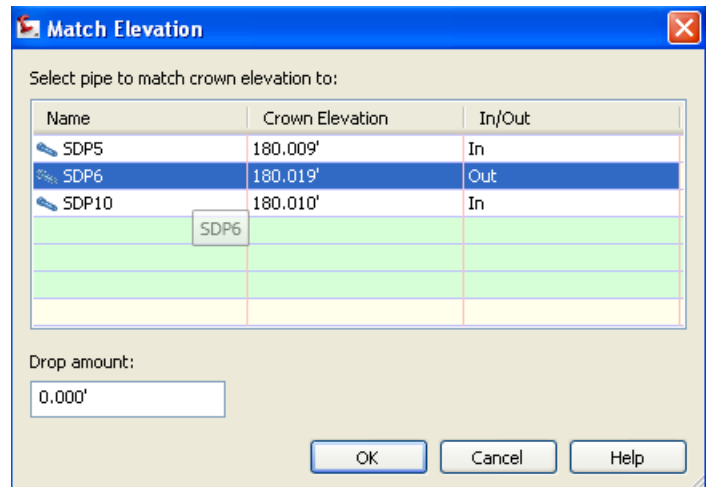 Match Elevation
Select pipe to match crown elevation to:
Name Crown Elevation In/Out
SDP5 180.009' In
SDP6 180.019' Out
SDP10 180.010' In
SDP6
Drop amount:
0.000'
OK Cancel Help